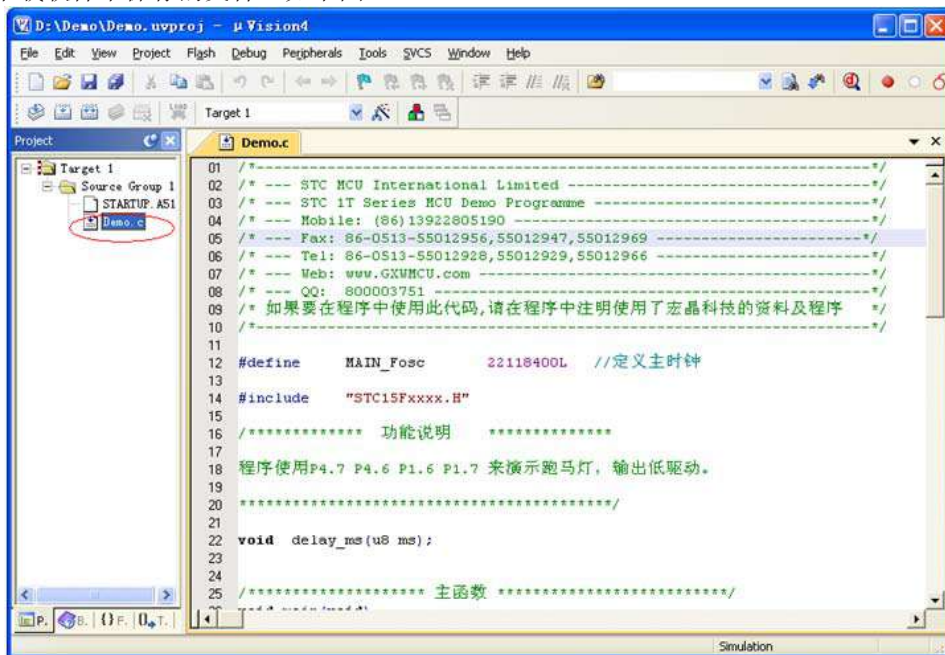 D:\Demo\Demo.uvproj - µVision4
File Edit View Project Flash Debug Peripherals Tools SVCS Window Help
Target 1
Project
Demo.c
Target 1
Source Group 1
STARTUP.A51
Demo.c
01 /*----------------------------------------------------------------------*/
02 /* --- STC MCU International Limited ----------------------------------*/
03 /* --- STC 1T Series MCU Demo Programme -------------------------------*/
04 /* --- Mobile: (86)13922805190 ----------------------------------------*/
05 /* --- Fax: 86-0513-55012956,55012947,55012969 -----------------------*/
06 /* --- Tel: 86-0513-55012928,55012929,55012966 ------------------------*/
07 /* --- Web: www.GXWMCU.com --------------------------------------------*/
08 /* --- QQ: 800003751 --------------------------------------------------*/
09 /* 如果要在程序中使用此代码,请在程序中注明使用了宏晶科技的资料及程序 */
10 /*----------------------------------------------------------------------*/
11
12 #define MAIN_Fosc 22118400L //定义主时钟
13
14 #include "STC15Fxxxx.H"
15
16 /************* 功能说明 **************
17
18 程序使用P4.7 P4.6 P1.6 P1.7 来演示跑马灯，输出低驱动。
19
20 ******************************************/
21
22 void delay_ms(u8 ms);
23
24
25 /******************** 主函数 **************************/
P. B. {} F. 0 T.
Simulation